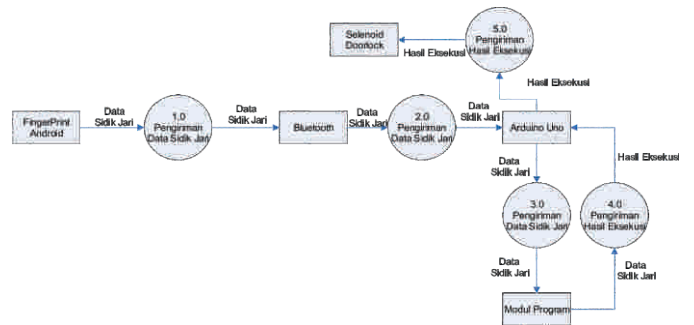 Selenoid
Doorlock
Hasil Eksekusi
5.0
Pengiriman
Hasil Eksekusi
Hasil Eksekusi
FingerPrint
Android
Data
Sidik Jari
1.0
Pengiriman
Data Sidik Jari
Data
Sidik Jari
Bluetooth
Data
Sidik Jari
2.0
Pengiriman
Data Sidik Jari
Data
Sidik Jari
Arduino Uno
Data
Sidik Jari
Hasil Eksekusi
3.0
Pengiriman
Data Sidik Jari
4.0
Pengiriman
Hasil Eksekusi
Data
Sidik Jari
Data
Sidik Jari
Modul Program